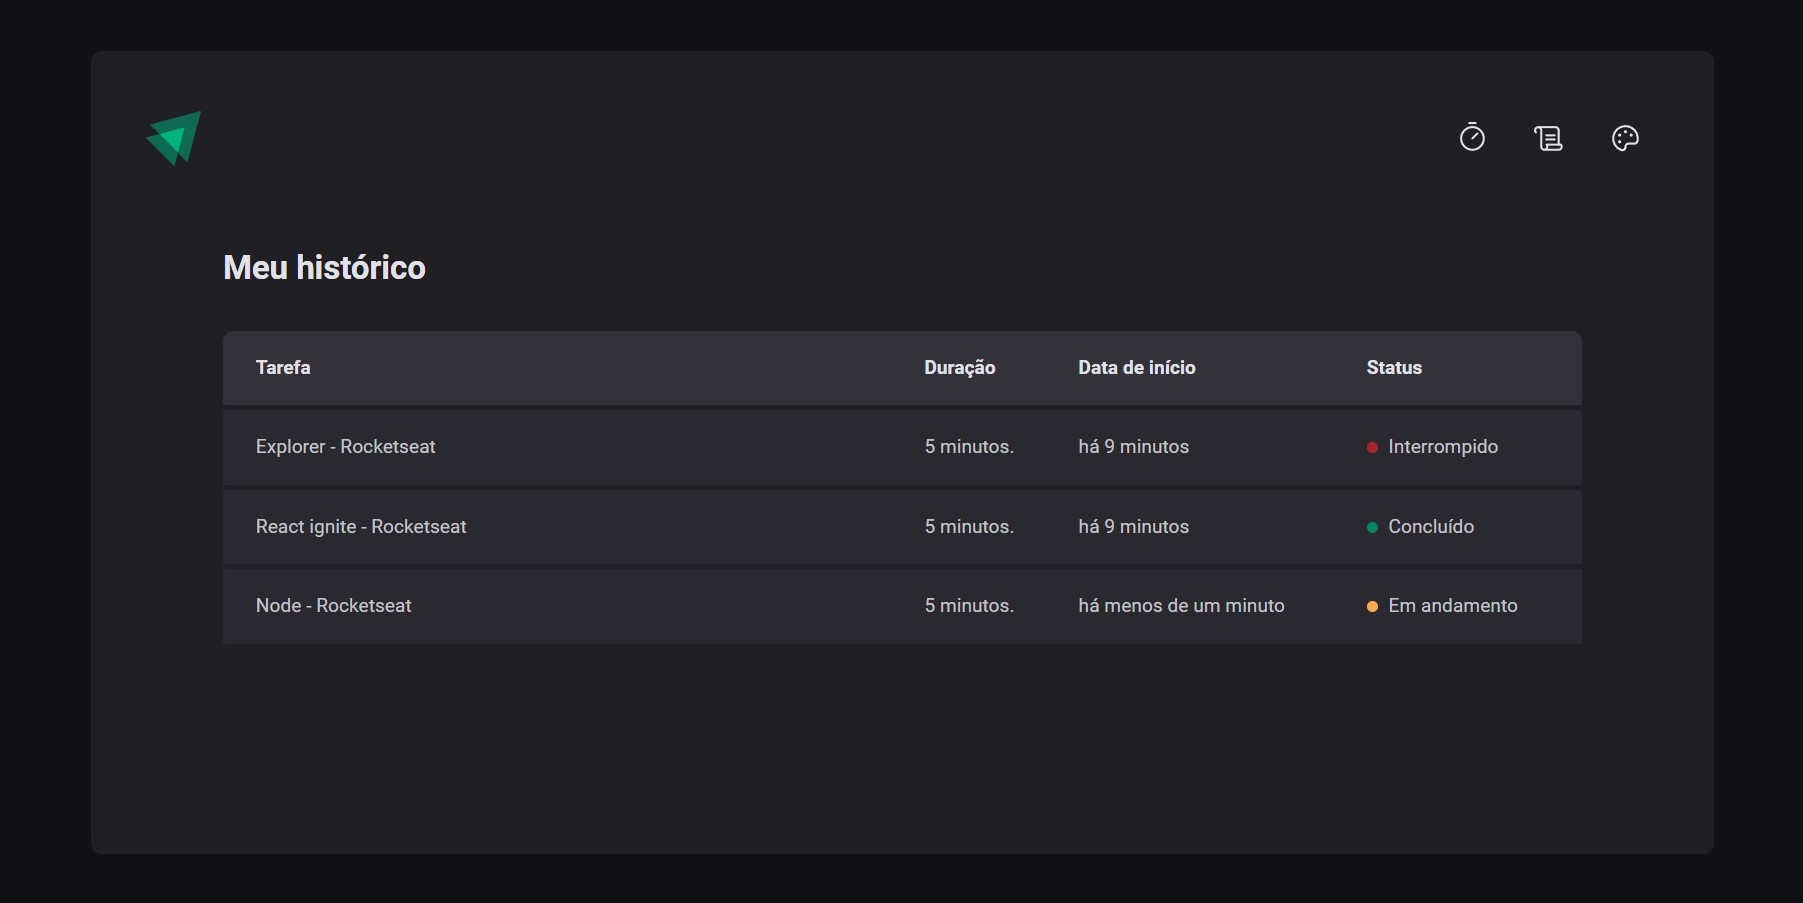 Meu histórico
Tarefa Duração Data de início Status
Explorer - Rocketseat 5 minutos. há 9 minutos Interrompido
React ignite - Rocketseat 5 minutos. há 9 minutos Concluído
Node - Rocketseat 5 minutos. há menos de um minuto Em andamento